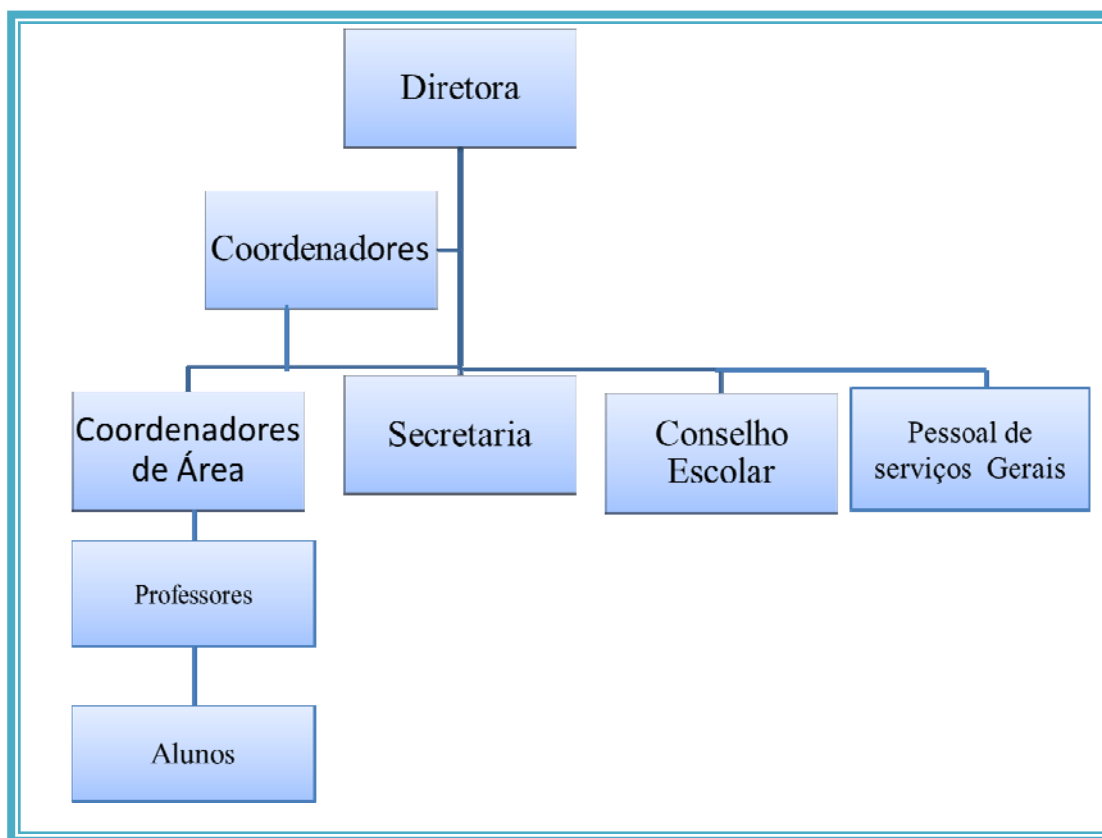 Diretora
Coordenadores
Coordenadores
de Área
Secretaria
Conselho
Escolar
Pessoal de
serviços Gerais
Professores
Alunos